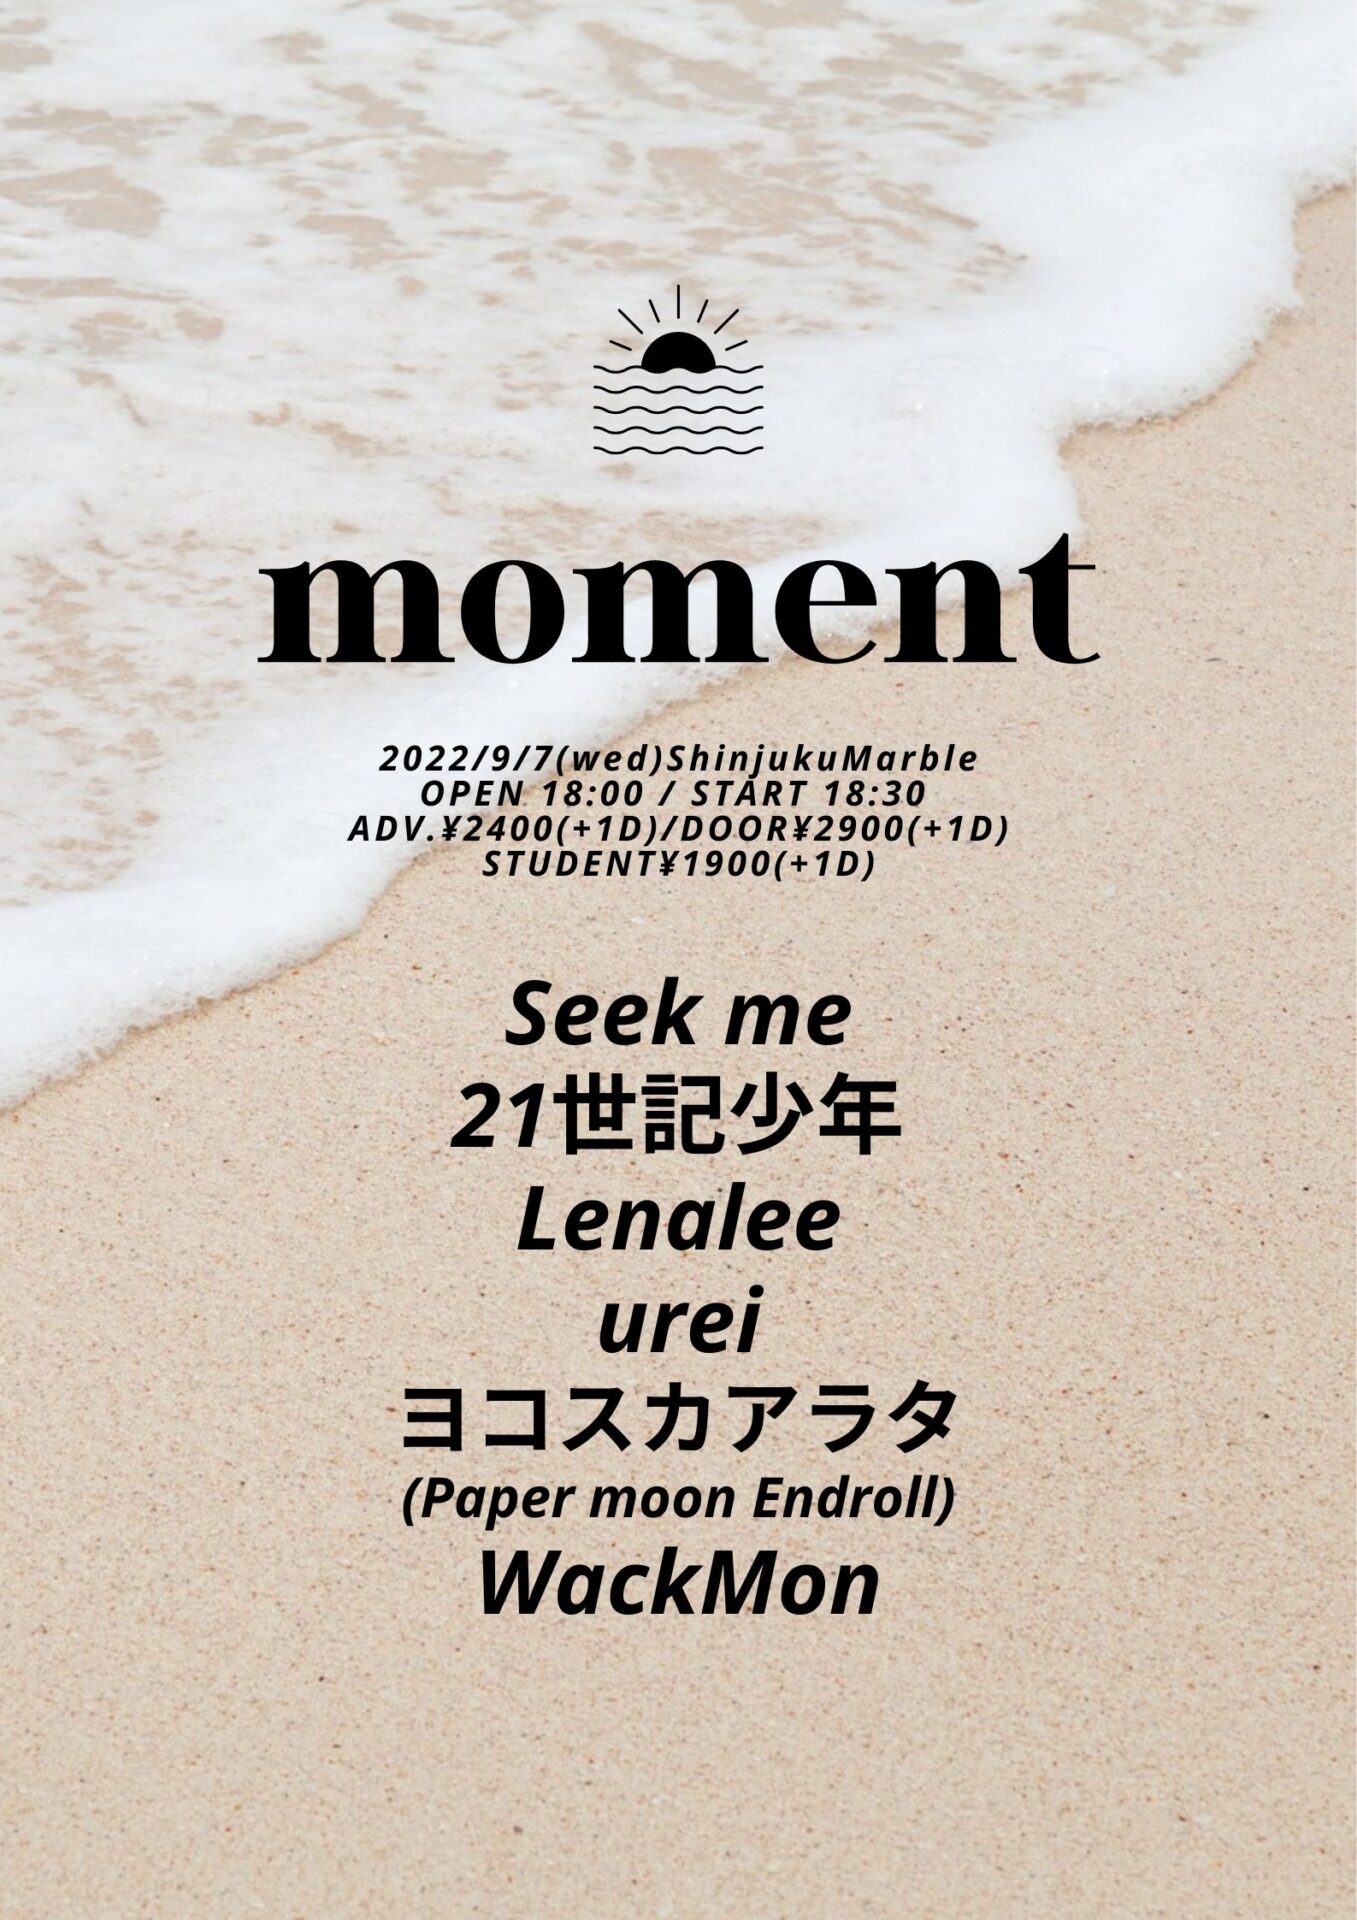 moment
2022/9/7(wed)ShinjukuMarble
OPEN 18:00 / START 18:30
ADV.¥2400(+1D)/DOOR¥2900(+1D)
STUDENT¥1900(+1D)
Seek me
21世記少年
Lenalee
urei
ヨコスカアラタ
(Paper moon Endroll)
WackMon